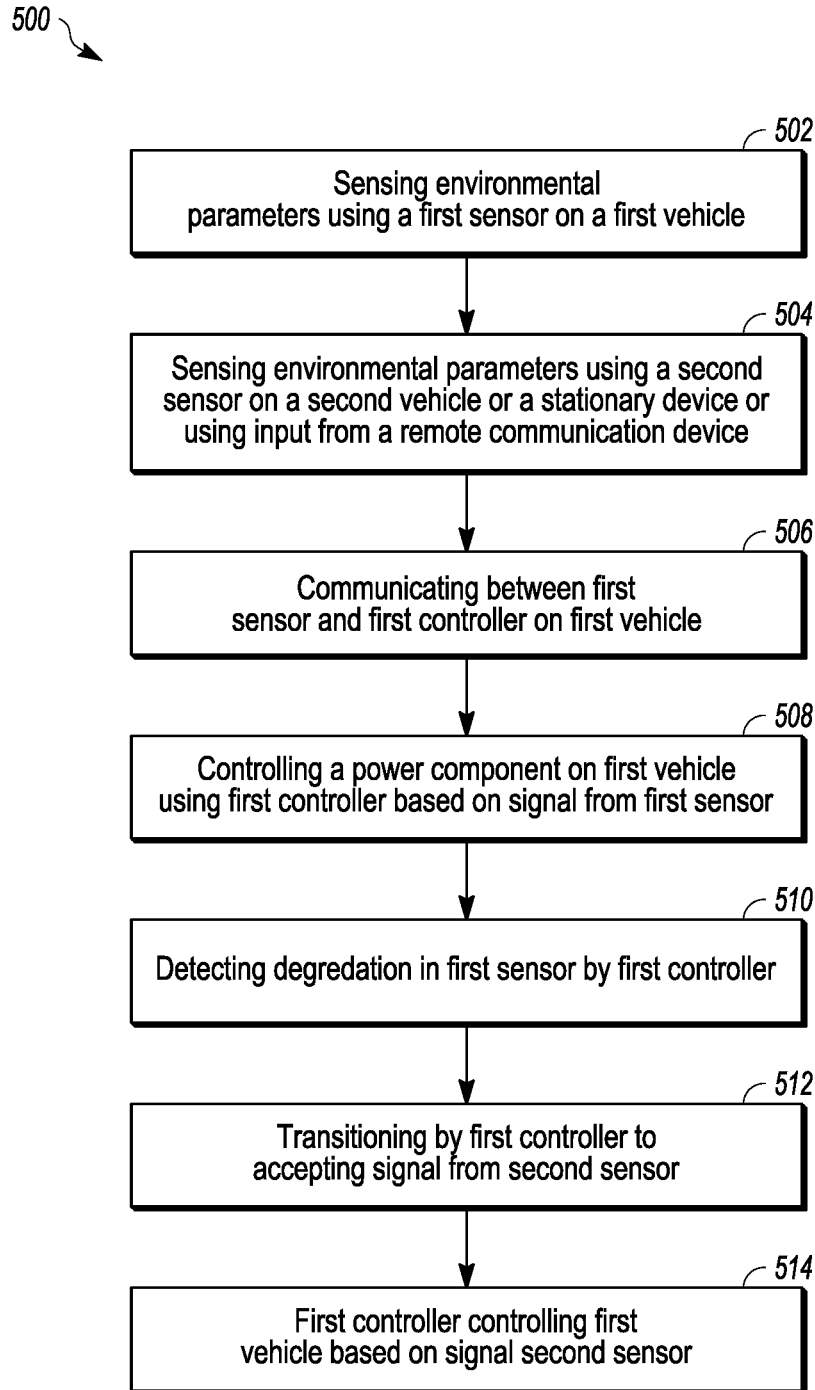 500
502
Sensing environmental
parameters using a first sensor on a first vehicle
504
Sensing environmental parameters using a second
sensor on a second vehicle or a stationary device or
using input from a remote communication device
506
Communicating between first
sensor and first controller on first vehicle
508
Controlling a power component on first vehicle
using first controller based on signal from first sensor
510
Detecting degredation in first sensor by first controller
512
Transitioning by first controller to
accepting signal from second sensor
514
First controller controlling first
vehicle based on signal second sensor